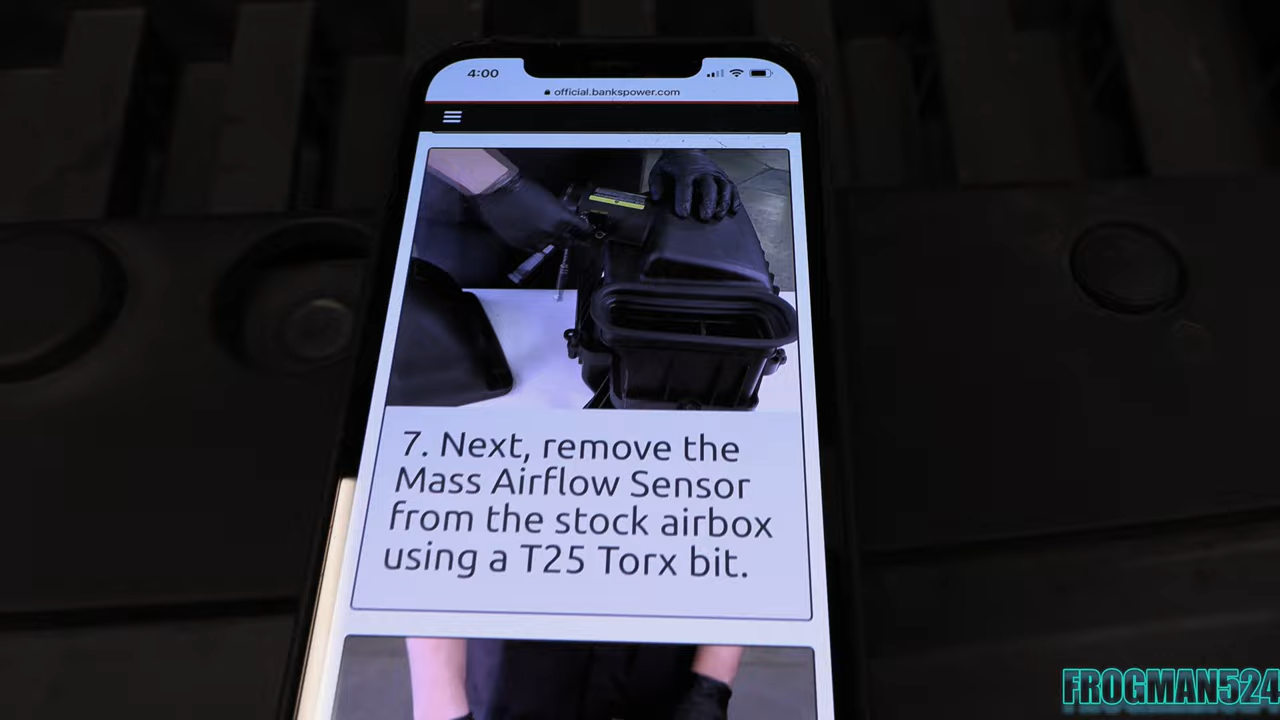 4:00
official.bankspower.com
7. Next, remove the
Mass Airflow Sensor
from the stock airbox
using a T25 Torx bit.
FROGMAN524